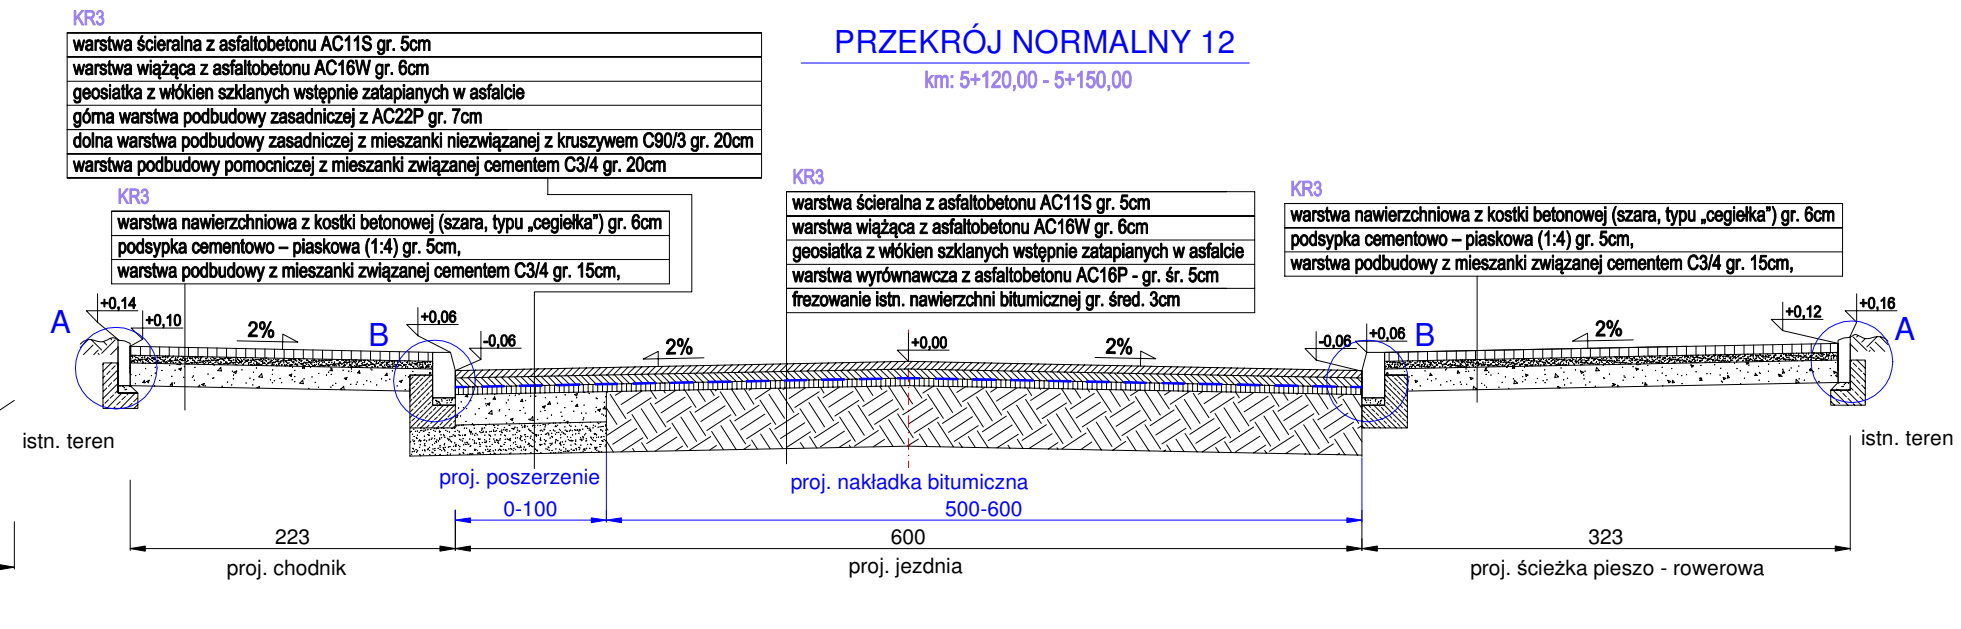 KR3
warstwa ścieralna z asfaltobetonu AC11S gr. 5cm
warstwa wiążąca z asfaltobetonu AC16W gr. 6cm
geosiatka z włókien szklanych wstępnie zatapianych w asfalcie
górna warstwa podbudowy zasadniczej z AC22P gr. 7cm
dolna warstwa podbudowy zasadniczej z mieszanki niezwiązanej z kruszywem C90/3 gr. 20cm
warstwa podbudowy pomocniczej z mieszanki związanej cementem C3/4 gr. 20cm
PRZEKRÓJ NORMALNY 12
km: 5+120,00 - 5+150,00
KR3
warstwa nawierzchniowa z kostki betonowej (szara, typu „cegiełka”) gr. 6cm
podsypka cementowo – piaskowa (1:4) gr. 5cm,
warstwa podbudowy z mieszanki związanej cementem C3/4 gr. 15cm,
KR3
warstwa ścieralna z asfaltobetonu AC11S gr. 5cm
warstwa wiążąca z asfaltobetonu AC16W gr. 6cm
geosiatka z włókien szklanych wstępnie zatapianych w asfalcie
warstwa wyrównawcza z asfaltobetonu AC16P - gr. śr. 5cm
frezowanie istn. nawierzchni bitumicznej gr. śred. 3cm
KR3
warstwa nawierzchniowa z kostki betonowej (szara, typu „cegiełka”) gr. 6cm
podsypka cementowo – piaskowa (1:4) gr. 5cm,
warstwa podbudowy z mieszanki związanej cementem C3/4 gr. 15cm,
A +0,14 +0,10 2% B +0,06 -0,06 2% +0,00 2% -0,06 +0,06 B 2% +0,12 +0,16 A
istn. teren istn. teren
proj. poszerzenie proj. nakładka bitumiczna
0-100 500-600
223 600 323
proj. chodnik proj. jezdnia proj. ścieżka pieszo - rowerowa